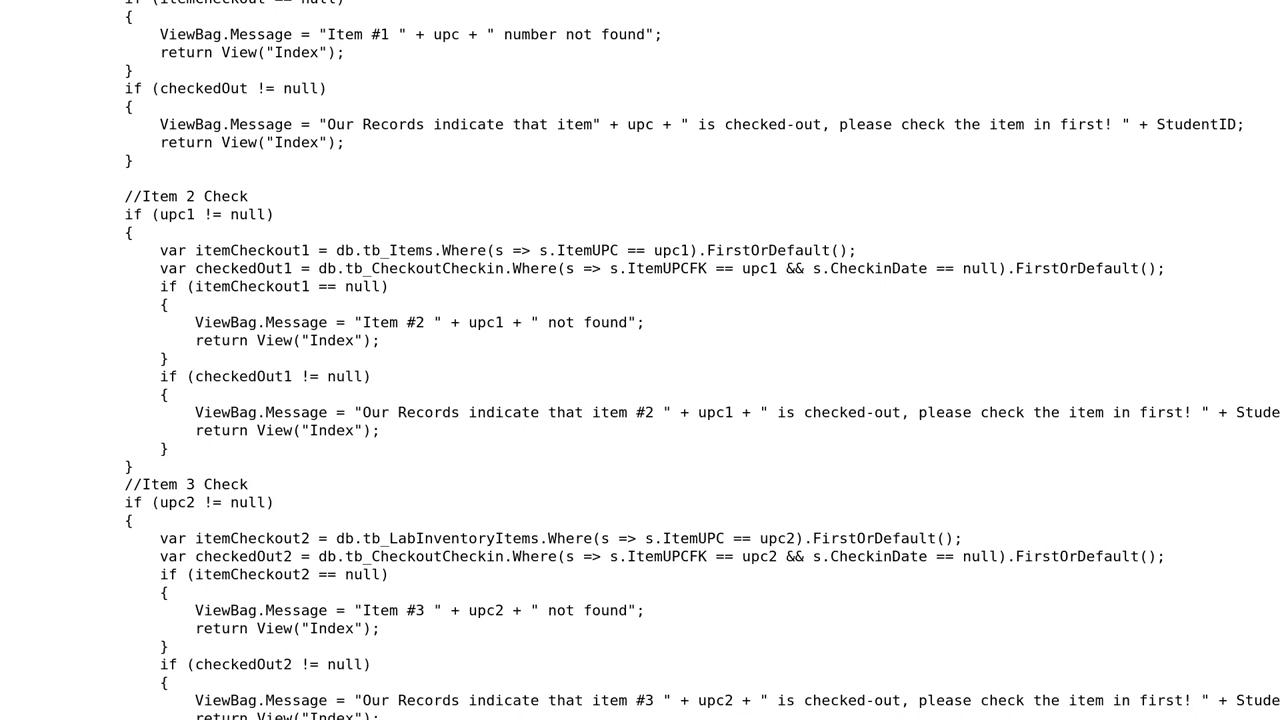 if (itemCheckout == null)
{
ViewBag.Message = "Item #1 " + upc + " number not found";
return View("Index");
}
if (checkedOut != null)
{
ViewBag.Message = "Our Records indicate that item" + upc + " is checked-out, please check the item in first! " + StudentID;
return View("Index");
}
//Item 2 Check
if (upc1 != null)
{
var itemCheckout1 = db.tb_Items.Where(s => s.ItemUPC == upc1).FirstOrDefault();
var checkedOut1 = db.tb_CheckoutCheckin.Where(s => s.ItemUPCFK == upc1 && s.CheckinDate == null).FirstOrDefault();
if (itemCheckout1 == null)
{
ViewBag.Message = "Item #2 " + upc1 + " not found";
return View("Index");
}
if (checkedOut1 != null)
{
ViewBag.Message = "Our Records indicate that item #2 " + upc1 + " is checked-out, please check the item in first! " + Stude
return View("Index");
}
}
//Item 3 Check
if (upc2 != null)
{
var itemCheckout2 = db.tb_LabInventoryItems.Where(s => s.ItemUPC == upc2).FirstOrDefault();
var checkedOut2 = db.tb_CheckoutCheckin.Where(s => s.ItemUPCFK == upc2 && s.CheckinDate == null).FirstOrDefault();
if (itemCheckout2 == null)
{
ViewBag.Message = "Item #3 " + upc2 + " not found";
return View("Index");
}
if (checkedOut2 != null)
{
ViewBag.Message = "Our Records indicate that item #3 " + upc2 + " is checked-out, please check the item in first! " + Stude
return View("Index");